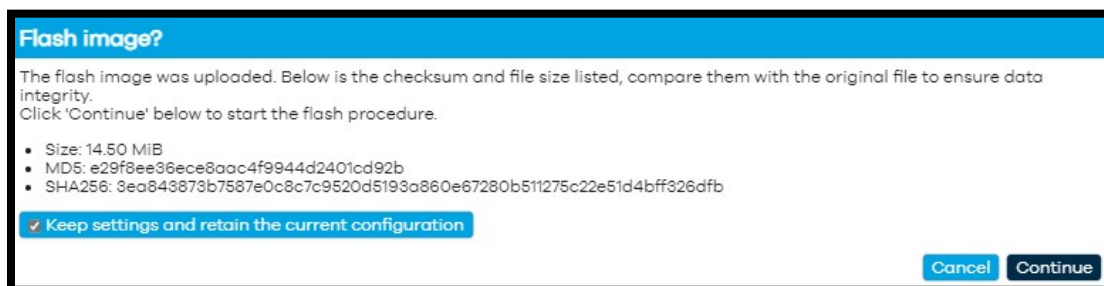 Flash image?
The flash image was uploaded. Below is the checksum and file size listed, compare them with the original file to ensure data
integrity.
Click 'Continue' below to start the flash procedure.
Size: 14.50 MiB
MD5: e29f8ee36ece8aac4f9944d2401cd92b
SHA256: 3ea843873b7587e0c8c7c9520d5193a860e67280b511275c22e51d4bff326dfb
Keep settings and retain the current configuration
Cancel Continue